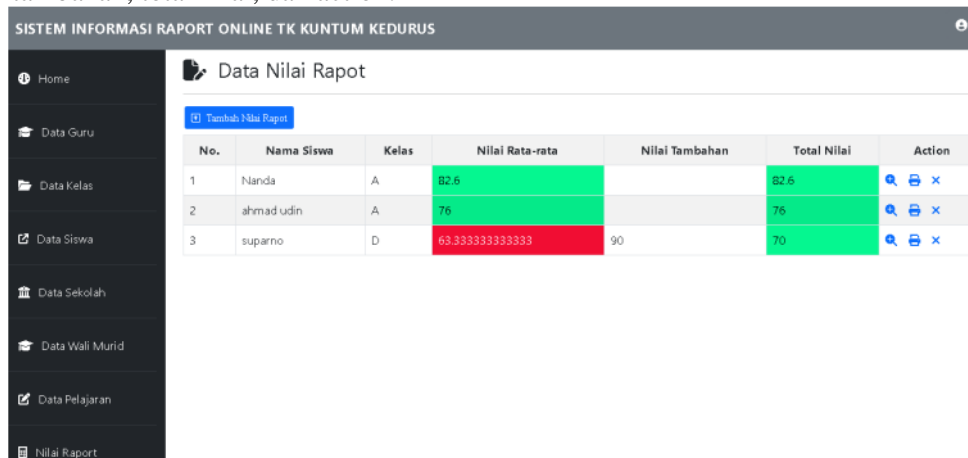 SISTEM INFORMASI RAPORT ONLINE TK KUNTUM KEDURUS
Home
Data Guru
Data Kelas
Data Siswa
Data Sekolah
Data Wali Murid
Data Pelajaran
Nilai Raport
Data Nilai Rapot
Tambah Nilai Rapot
No. Nama Siswa Kelas Nilai Rata-rata Nilai Tambahan Total Nilai Action
1 Nanda A 82.6 82.6
2 ahmad udin A 76 76
3 suparno D 63.333333333333 90 70